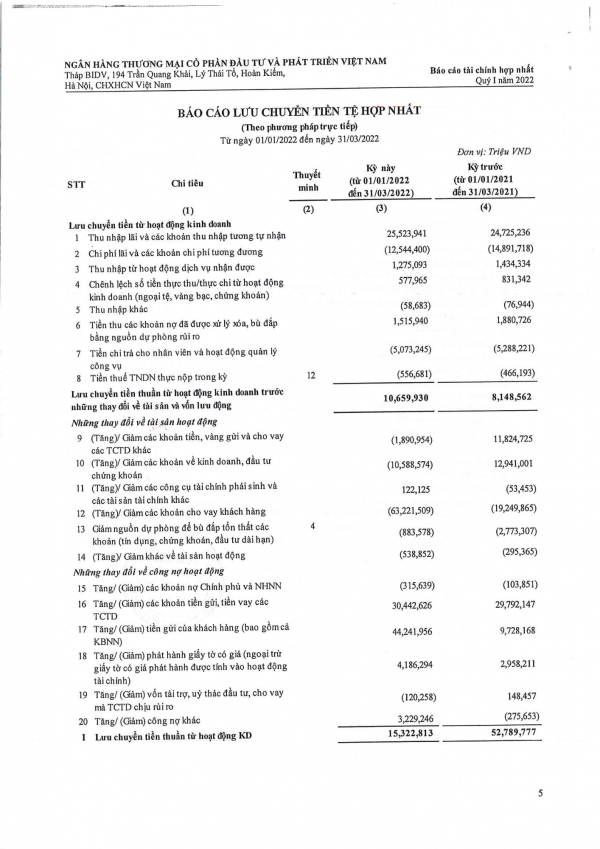 NGÂN HÀNG THƯƠNG MẠI CỔ PHẦN ĐẦU TƯ VÀ PHÁT TRIỂN VIỆT NAM
Tháp BIDV, 194 Trần Quang Khải, Lý Thái Tổ, Hoàn Kiếm,
Hà Nội, CHXHCN Việt Nam
Báo cáo tài chính hợp nhất
Quý I năm 2022
BÁO CÁO LƯU CHUYỂN TIỀN TỆ HỢP NHẤT
(Theo phương pháp trực tiếp)
Từ ngày 01/01/2022 đến ngày 31/03/2022
Đơn vị: Triệu VND
STT Chỉ tiêu Thuyết minh Kỳ này (từ 01/01/2022 đến 31/03/2022) Kỳ trước (từ 01/01/2021 đến 31/03/2021)
(1) (2) (3) (4)
Lưu chuyển tiền từ hoạt động kinh doanh
1 Thu nhập lãi và các khoản thu nhập tương tự nhận 25,523,941 24,725,236
2 Chi phí lãi và các khoản chi phí tương đương (12,544,400) (14,891,718)
3 Thu nhập từ hoạt động dịch vụ nhận được 1,275,093 1,434,334
4 Chênh lệch số tiền thực thu/thực chi từ hoạt động 577,965 831,342
kinh doanh (ngoại tệ, vàng bạc, chứng khoán)
5 Thu nhập khác (58,683) (76,944)
6 Tiền thu các khoản nợ đã được xử lý xóa, bù đắp 1,515,940 1,880,726
bằng nguồn dự phòng rủi ro
7 Tiền chi trả cho nhân viên và hoạt động quản lý (5,073,245) (5,288,221)
công vụ
8 Tiền thuế TNDN thực nộp trong kỳ 12 (556,681) (466,193)
Lưu chuyển tiền thuần từ hoạt động kinh doanh trước
những thay đổi về tài sản và vốn lưu động 10,659,930 8,148,562
Những thay đổi về tài sản hoạt động
9 (Tăng)/ Giảm các khoản tiền, vàng gửi và cho vay (1,890,954) 11,824,725
các TCTD khác
10 (Tăng)/ Giảm các khoản về kinh doanh, đầu tư (10,588,574) 12,941,001
chứng khoán
11 (Tăng)/ Giảm các công cụ tài chính phái sinh và 122,125 (53,453)
các tài sản tài chính khác
12 (Tăng)/ Giảm các khoản cho vay khách hàng (63,221,509) (19,249,865)
13 Giảm nguồn dự phòng để bù đắp tổn thất các 4 (883,578) (2,773,307)
khoản (tín dụng, chứng khoán, đầu tư dài hạn)
14 (Tăng)/ Giảm khác về tài sản hoạt động (538,852) (295,365)
Những thay đổi về công nợ hoạt động
15 Tăng/ (Giảm) các khoản nợ Chính phủ và NHNN (315,639) (103,851)
16 Tăng/ (Giảm) các khoản tiền gửi, tiền vay các 30,442,626 29,792,147
TCTD
17 Tăng/ (Giảm) tiền gửi của khách hàng (bao gồm cả 44,241,956 9,728,168
KBNN)
18 Tăng/ (Giảm) phát hành giấy tờ có giá (ngoại trừ
giấy tờ có giá phát hành được tính vào hoạt động 4,186,294 2,958,211
tài chính)
19 Tăng/ (Giảm) vốn tài trợ, uỷ thác đầu tư, cho vay (120,258) 148,457
mà TCTD chịu rủi ro
20 Tăng/ (Giảm) công nợ khác 3,229,246 (275,653)
I Lưu chuyển tiền thuần từ hoạt động KD 15,322,813 52,789,777
5